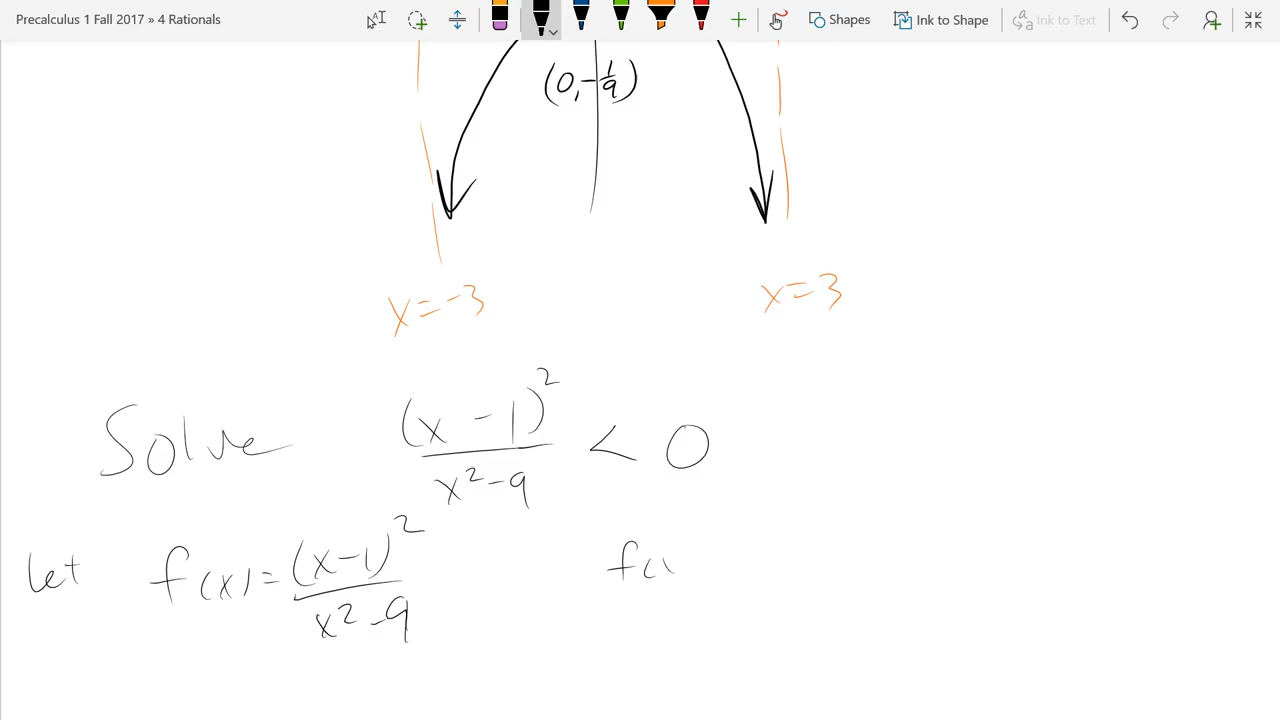 Precalculus 1 Fall 2017 » 4 Rationals
Shapes
Ink to Shape
Ink to Text
(0, -1/9)
x = -3
x = 3
Solve (x - 1)^2 / x^2 - 9 < 0
let f(x) = (x-1)^2 / x^2 - 9 f(